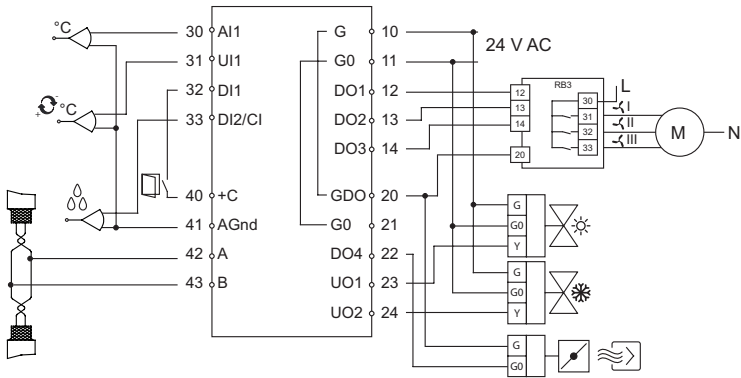 °C 30 AI1 G 10
31 UI1 G0 11 24 V AC
°C 32 DI1 DO1 12 12 RB3 30 L
33 DI2/CI DO2 13 13 31 I
DO3 14 14 32 II M N
20 33 III
40 +C GDO 20 G
41 AGnd G0 21 G0
42 A DO4 22 Y
43 B UO1 23 G
UO2 24 G0
Y
G
G0